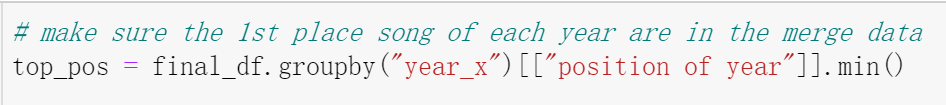 # make sure the 1st place song of each year are in the merge data
top_pos = final_df.groupby("year_x")[["position of year"]].min()